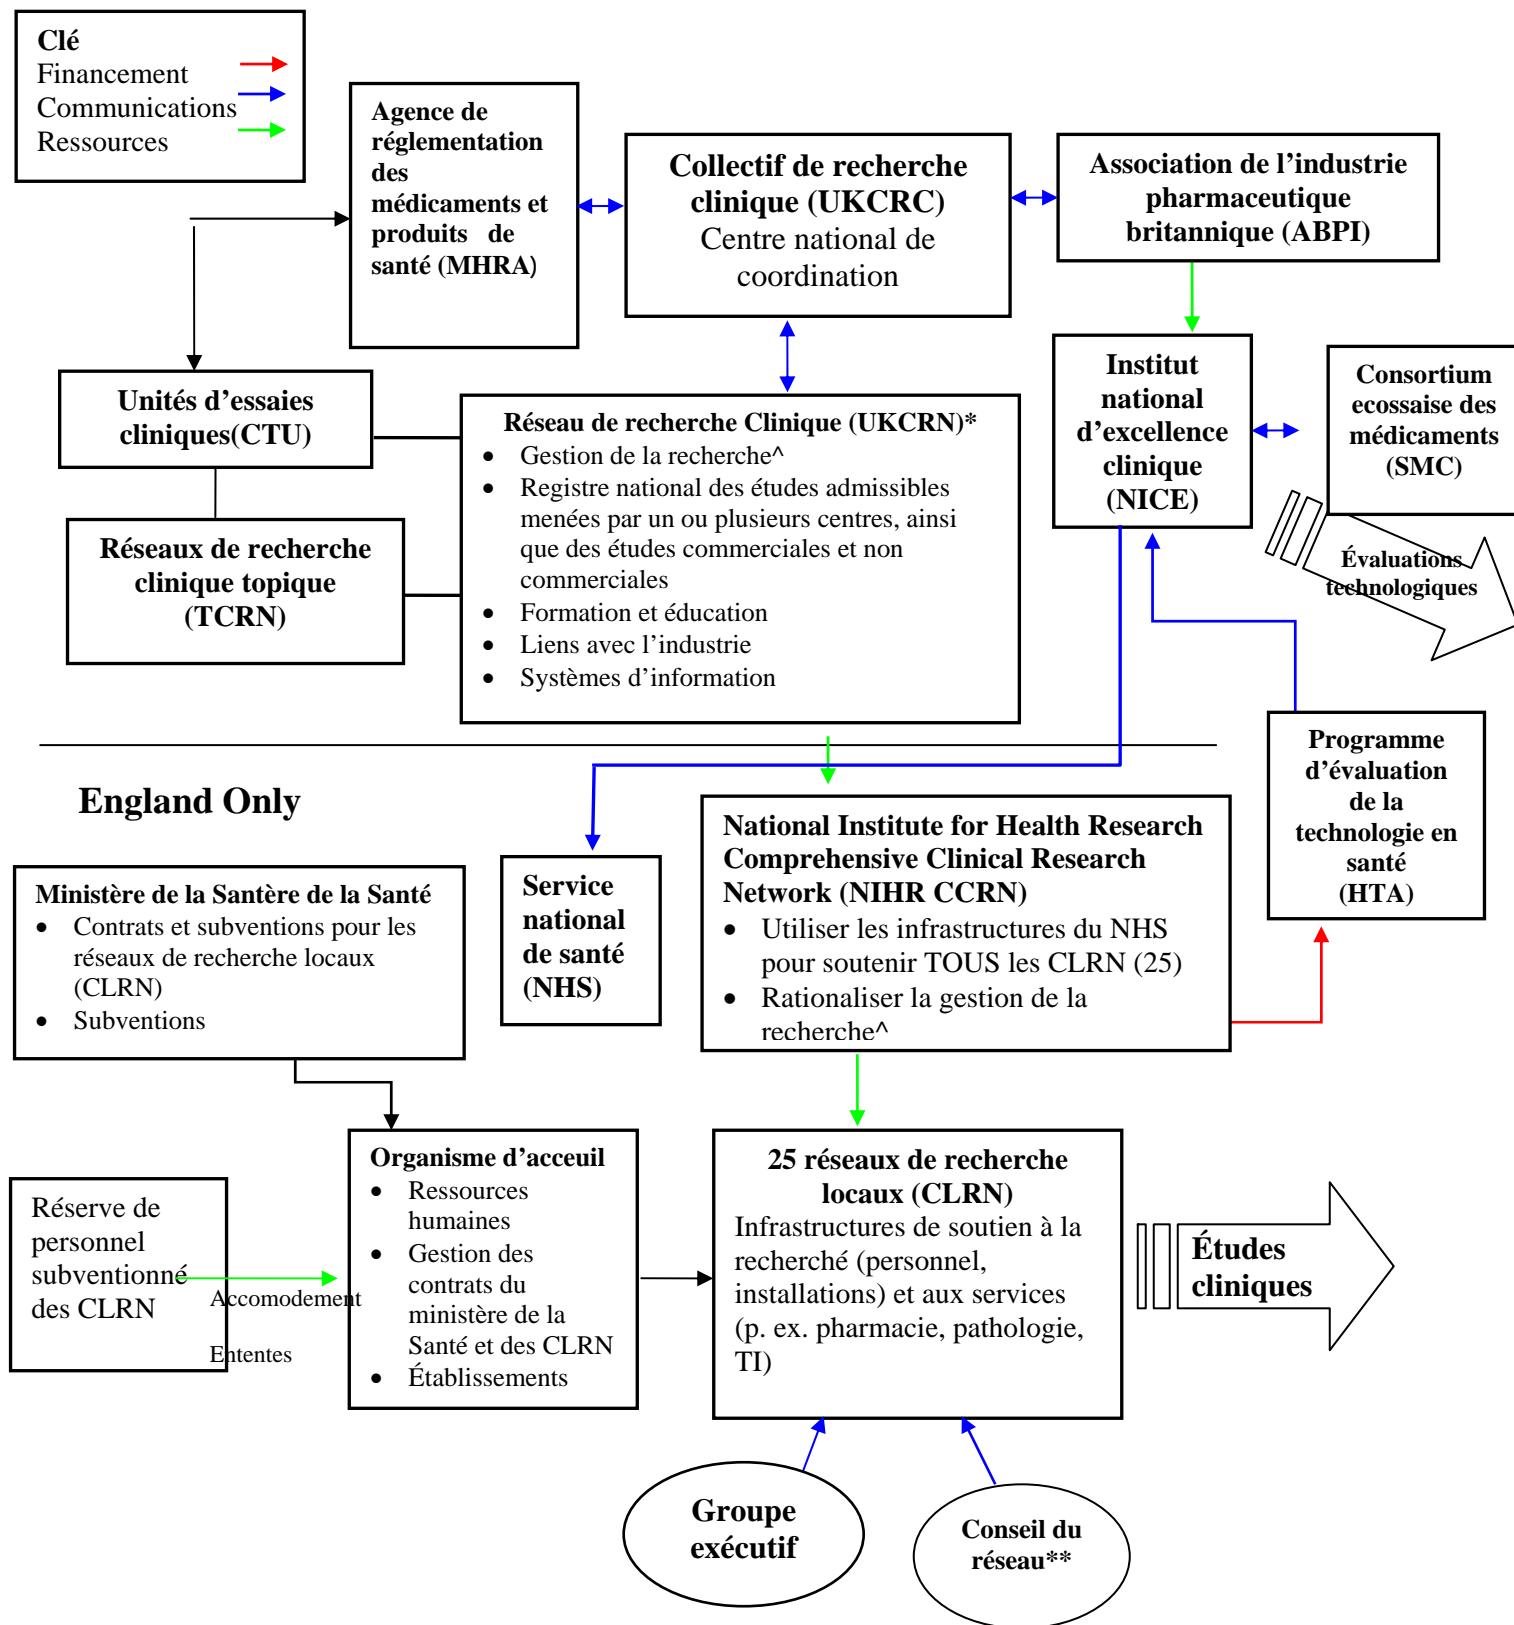 Clé
Financement
Communications
Ressources
Agence de
réglementation
des
médicaments et
produits de
santé (MHRA)
Collectif de recherche
clinique (UKCRC)
Centre national de
coordination
Association de l’industrie
pharmaceutique
britannique (ABPI)
Unités d’essaies
cliniques(CTU)
Réseaux de recherche
clinique topique
(TCRN)
Réseau de recherche Clinique (UKCRN)*
• Gestion de la recherche^
• Registre national des études admissibles
menées par un ou plusieurs centres, ainsi
que des études commerciales et non
commerciales
• Formation et éducation
• Liens avec l’industrie
• Systèmes d’information
Institut
national
d’excellence
clinique
(NICE)
Consortium
ecossaise des
médicaments
(SMC)
Évaluations
technologiques
England Only
Programme
d’évaluation
de la
technologie en
santé
(HTA)
Ministère de la Santère de la Santé
• Contrats et subventions pour les
réseaux de recherche locaux
(CLRN)
• Subventions
Service
national
de santé
(NHS)
National Institute for Health Research
Comprehensive Clinical Research
Network (NIHR CCRN)
• Utiliser les infrastructures du NHS
pour soutenir TOUS les CLRN (25)
• Rationaliser la gestion de la
recherche^
Réserve de
personnel
subventionné
des CLRN
Accomodement
Ententes
Organisme d’acceuil
• Ressources
humaines
• Gestion des
contrats du
ministère de la
Santé et des CLRN
• Établissements
25 réseaux de recherche
locaux (CLRN)
Infrastructures de soutien à la
recherché (personnel,
installations) et aux services
(p. ex. pharmacie, pathologie,
TI)
Études
cliniques
Groupe
exécutif
Conseil du
réseau**